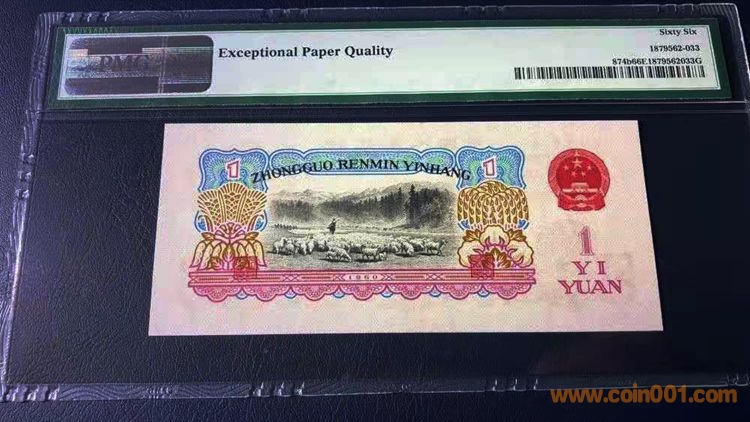 PMG
Exceptional Paper Quality
Sixty Six
1879562-033
874b66E1879562033G
1
1
ZHONGGUO RENMIN YINHANG
1960
1
YI
YUAN
www.coin001.com